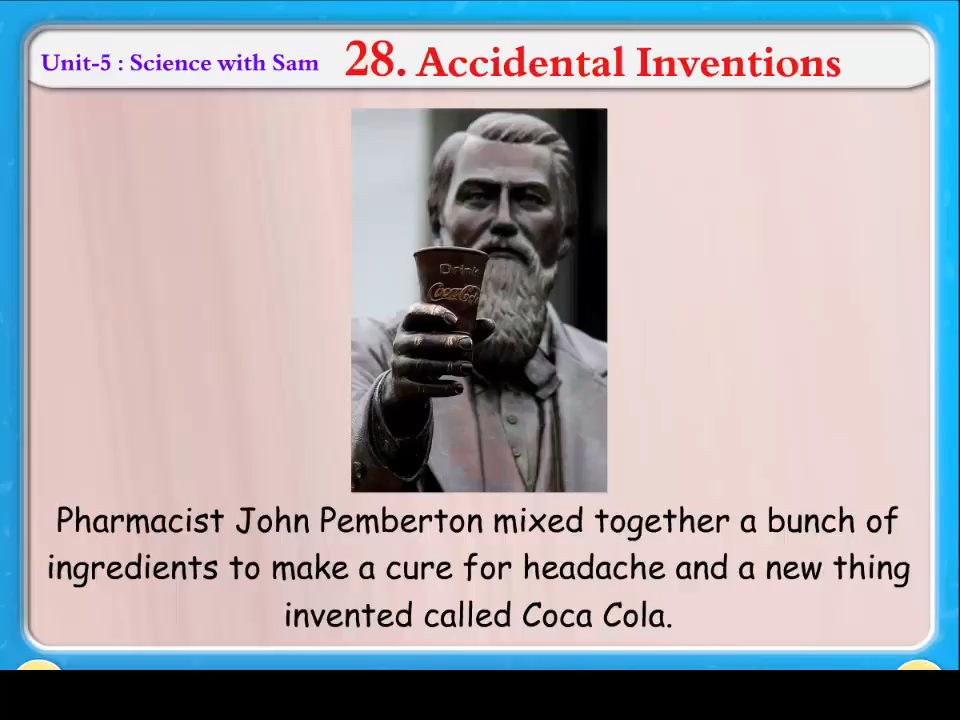 Unit-5 : Science with Sam 28. Accidental Inventions
Drink
Coca-Cola
Pharmacist John Pemberton mixed together a bunch of
ingredients to make a cure for headache and a new thing
invented called Coca Cola.